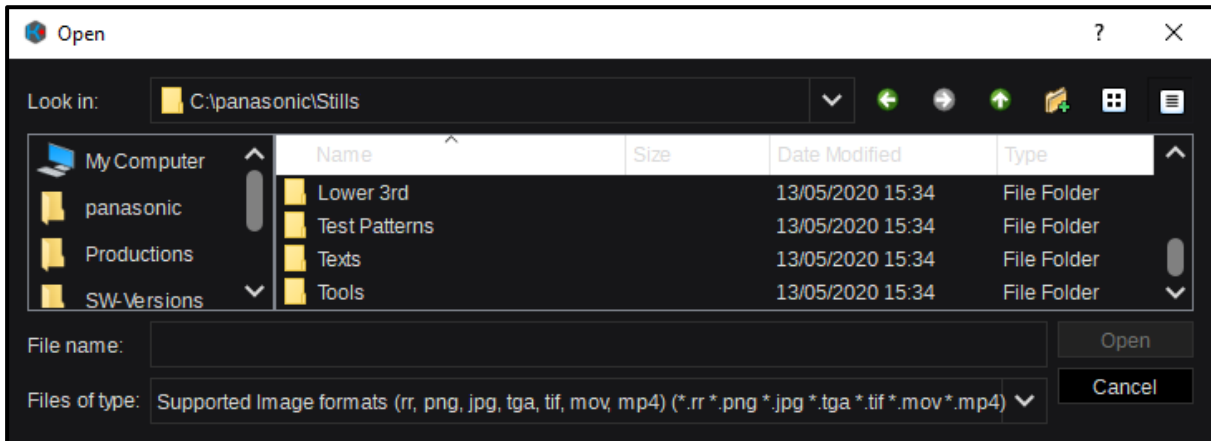 Open ?
Look in: C:\panasonic\Stills
My Computer
panasonic
Productions
SW-Versions
Name Size Date Modified Type
Lower 3rd 13/05/2020 15:34 File Folder
Test Patterns 13/05/2020 15:34 File Folder
Texts 13/05/2020 15:34 File Folder
Tools 13/05/2020 15:34 File Folder
File name: Open
Files of type: Supported Image formats (rr, png, jpg, tga, tif, mov, mp4) (*.rr *.png *.jpg *.tga *.tif *.mov *.mp4) Cancel